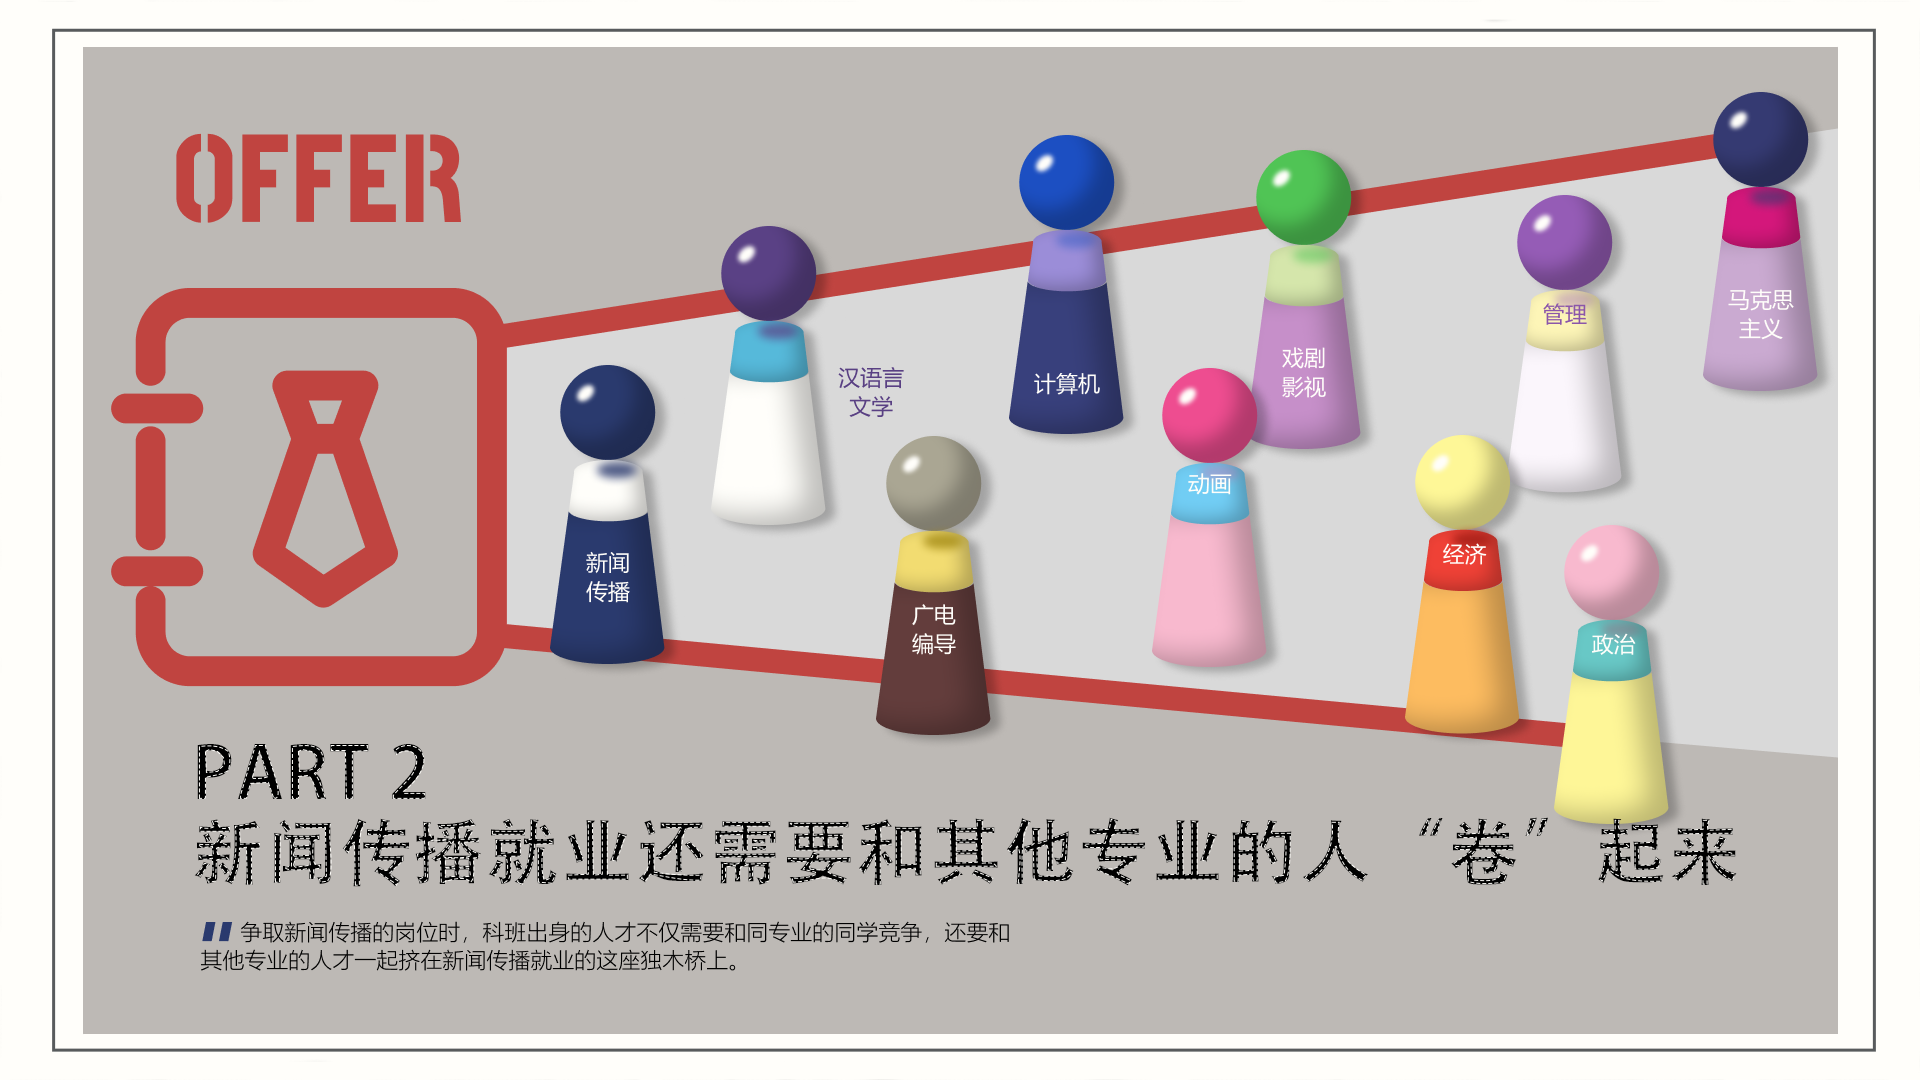 OFFER
新闻
传播
汉语言
文学
广电
编导
计算机
动画
戏剧
影视
经济
管理
政治
马克思
主义
PART 2
新闻传播就业还需要和其他专业的人“卷”起来
争取新闻传播的岗位时，科班出身的人才不仅需要和同专业的同学竞争，还要和
其他专业的人才一起挤在新闻传播就业的这座独木桥上。